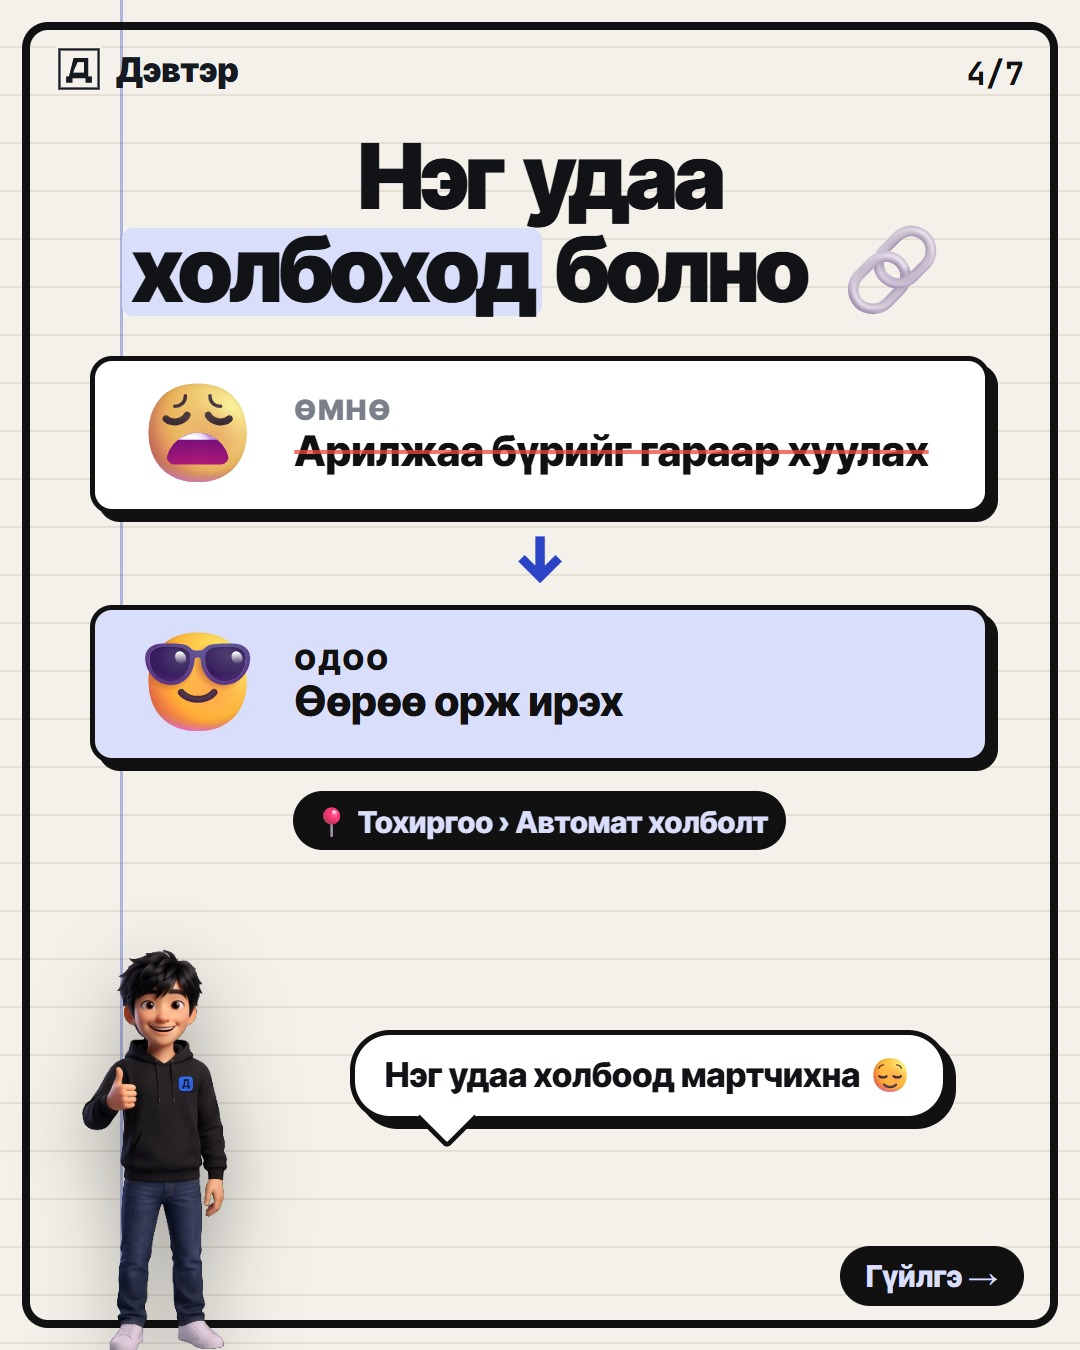 Д Дэвтэр
4/7
Нэг удаа
холбоход болно
өмнө
Арилжаа бүрийг гараар хуулах
одоо
Өөрөө орж ирэх
Тохиргоо › Автомат холболт
Д
Нэг удаа холбоод мартчихна
Гүйлгэ →